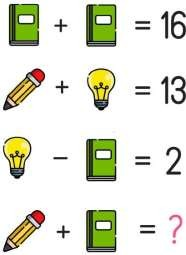 + = 16
+ = 13
- = 2
+ = ?